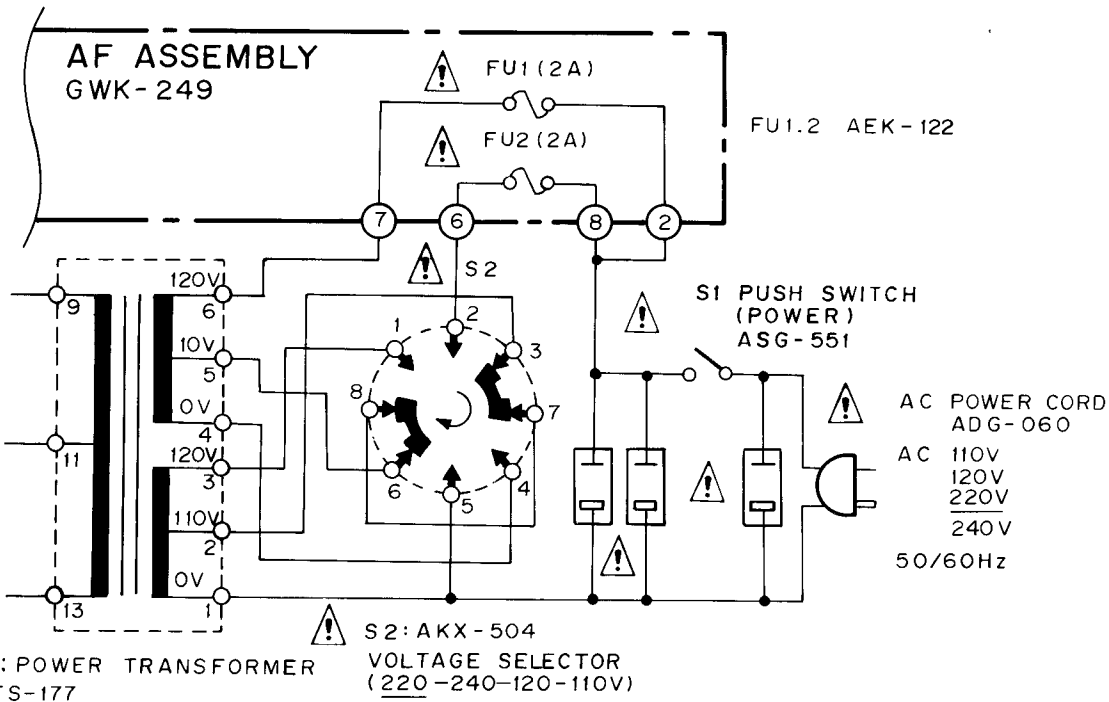 AF ASSEMBLY
GWK-249
FU1 (2A)
FU2 (2A)
FU1.2 AEK-122
7
6
8
2
S2
S1 PUSH SWITCH
(POWER)
ASG-551
120V
9
6
10V
5
0V
4
11
120V
3
110V
2
0V
13
1
1
2
3
8
7
6
5
4
AC POWER CORD
ADG-060
AC 110V
120V
220V
240V
50/60Hz
S2: AKX-504
VOLTAGE SELECTOR
(220-240-120-110V)
: POWER TRANSFORMER
TS-177